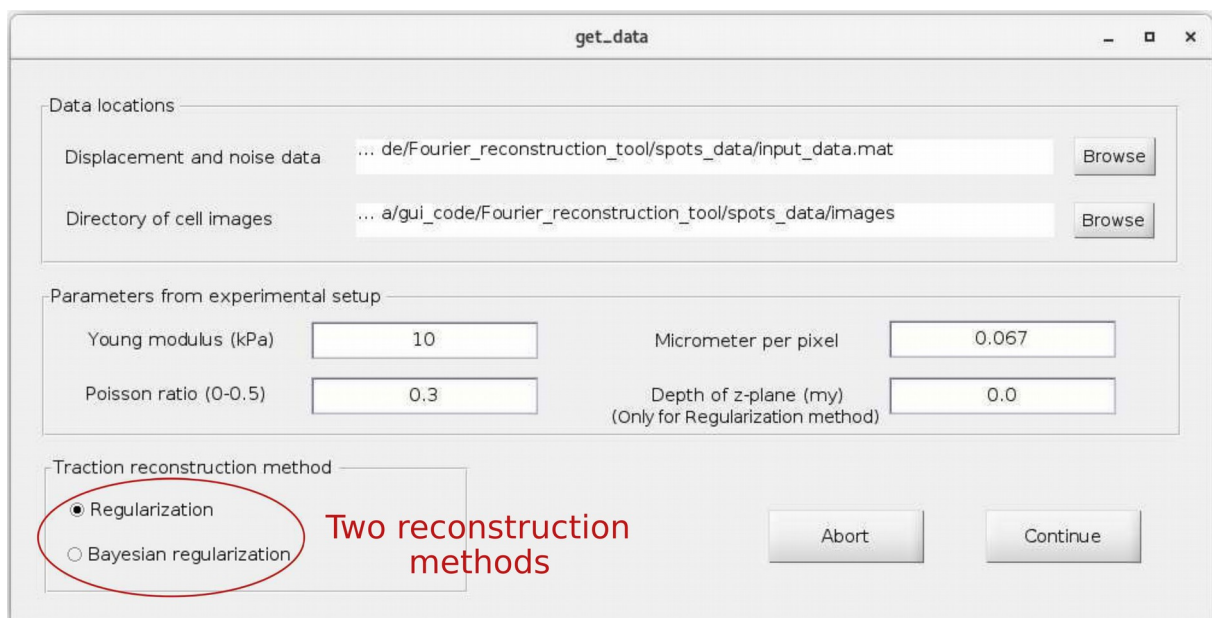 get_data
Data locations
Displacement and noise data ... de/Fourier_reconstruction_tool/spots_data/input_data.mat Browse
Directory of cell images ... a/gui_code/Fourier_reconstruction_tool/spots_data/images Browse
Parameters from experimental setup
Young modulus (kPa) 10 Micrometer per pixel 0.067
Poisson ratio (0-0.5) 0.3 Depth of z-plane (my) 0.0
(Only for Regularization method)
Traction reconstruction method
Regularization
Bayesian regularization
Two reconstruction
methods
Abort Continue